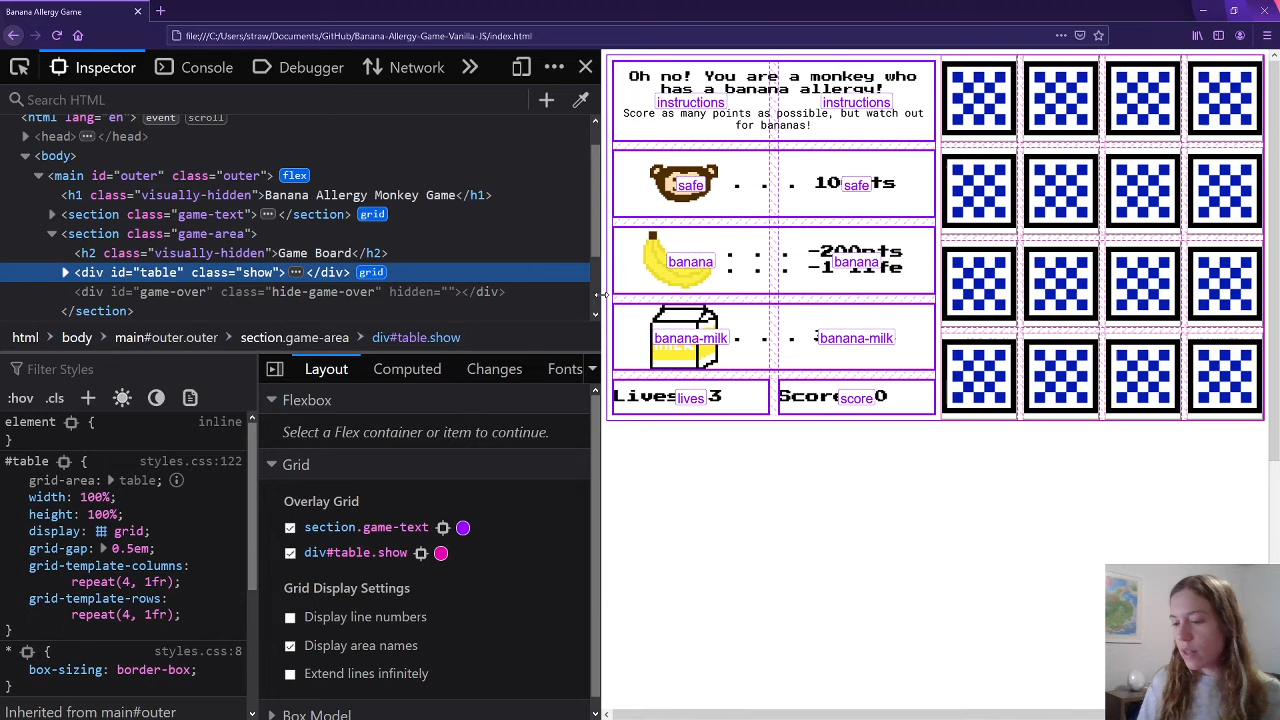 Banana Allergy Game
file:///C:/Users/straw/Documents/GitHub/Banana-Allergy-Game-Vanilla-JS/index.html
Inspector
Console
Debugger
Network
Search HTML
<html lang="en"> event scroll
<head> </head>
<body>
<main id="outer" class="outer"> flex
<h1 class="visually-hidden">Banana Allergy Monkey Game</h1>
<section class="game-text"> </section> grid
<section class="game-area">
<h2 class="visually-hidden">Game Board</h2>
<div id="table" class="show"> </div> grid
<div id="game-over" class="hide-game-over" hidden=""></div>
</section>
html body main#outer.outer section.game-area div#table.show
Filter Styles
:hov .cls +
element { inline
}
#table { styles.css:122
grid-area: table;
width: 100%;
height: 100%;
display: grid;
grid-gap: 0.5em;
grid-template-columns:
repeat(4, 1fr);
grid-template-rows:
repeat(4, 1fr);
}
* { styles.css:8
box-sizing: border-box;
}
Inherited from main#outer
Layout
Computed
Changes
Fonts
Flexbox
Select a Flex container or item to continue.
Grid
Overlay Grid
section.game-text
div#table.show
Grid Display Settings
Display line numbers
Display area names
Extend lines infinitely
Box Model
Oh no! You are a monkey who
has a banana allergy!
instructions instructions
Score as many points as possible, but watch out
for bananas!
safe . . . safe
banana banana
banana-milk . . . banana-milk
Lives lives 3
Score score 0